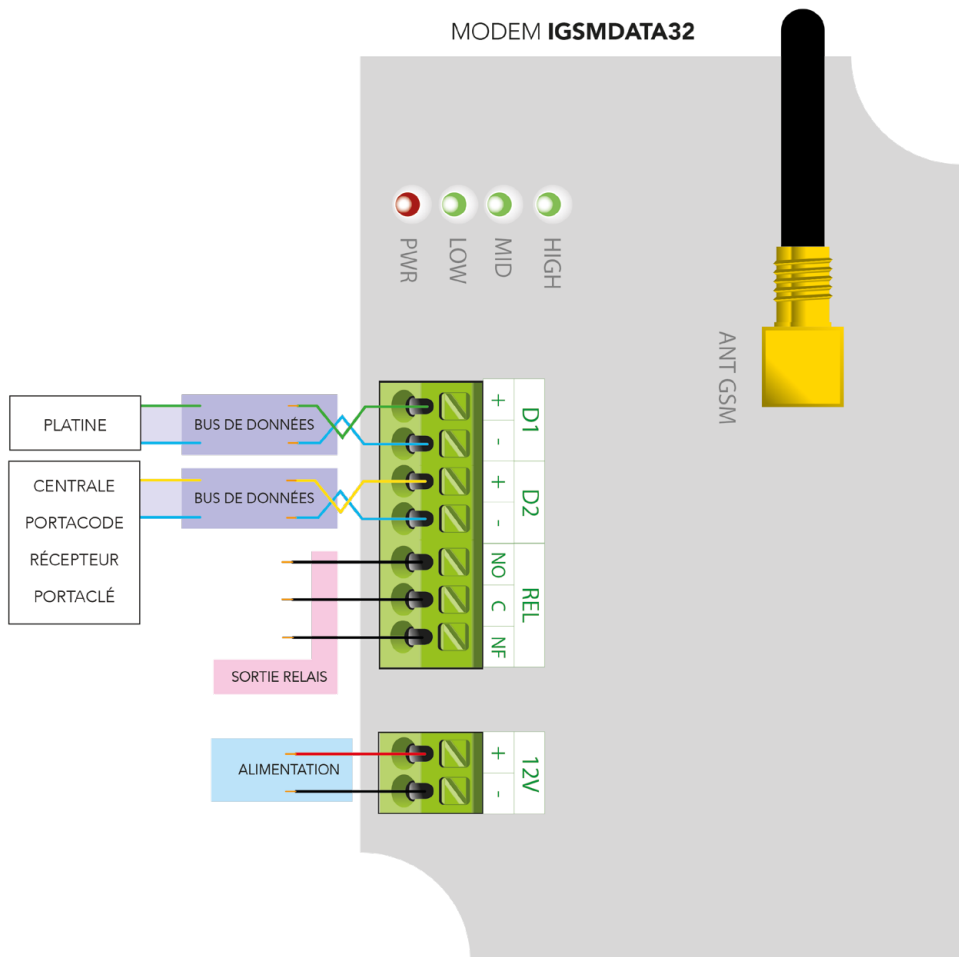 MODEM IGSMDATA32
PWR
LOW
MID
HIGH
ANT GSM
PLATINE
BUS DE DONNÉES
+
-
D1
CENTRALE
PORTACODE
RÉCEPTEUR
PORTACLÉ
BUS DE DONNÉES
+
-
D2
NO
C
NF
REL
SORTIE RELAIS
ALIMENTATION
+
-
12V